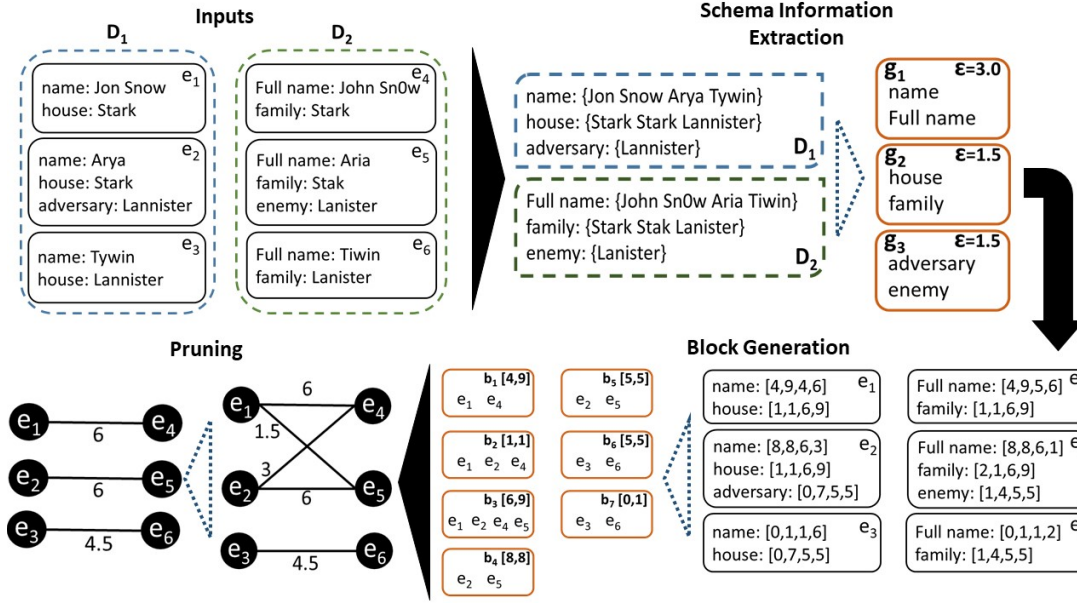 Inputs
D1
D2
name: Jon Snow
house: Stark
e1
name: Arya
house: Stark
adversary: Lannister
e2
name: Tywin
house: Lannister
e3
Full name: John Sn0w
family: Stark
e4
Full name: Aria
family: Stak
enemy: Lanister
e5
Full name: Tiwin
family: Lanister
e6
Schema Information
Extraction
name: {Jon Snow Arya Tywin}
house: {Stark Stark Lannister}
adversary: {Lannister}
D1
Full name: {John Sn0w Aria Tiwin}
family: {Stark Stak Lanister}
enemy: {Lanister}
D2
g1 ε=3.0
name
Full name
g2 ε=1.5
house
family
g3 ε=1.5
adversary
enemy
Pruning
e1 e4
6
e2 e5
6
e3 e6
4.5
e1 e4
6
1.5
3
e2 e5
6
e3 e6
4.5
Block Generation
b1 [4,9]
e1 e4
b2 [1,1]
e1 e2 e4
b3 [6,9]
e1 e2 e4 e5
b4 [8,8]
e2 e5
b5 [5,5]
e2 e5
b6 [5,5]
e3 e6
b7 [0,1]
e3 e6
name: [4,9,4,6]
house: [1,1,6,9]
e1
name: [8,8,6,3]
house: [1,1,6,9]
adversary: [0,7,5,5]
e2
name: [0,1,1,6]
house: [0,7,5,5]
e3
Full name: [4,9,5,6]
family: [1,1,6,9]
e
Full name: [8,8,6,1]
family: [2,1,6,9]
enemy: [1,4,5,5]
e
Full name: [0,1,1,2]
family: [1,4,5,5]
e